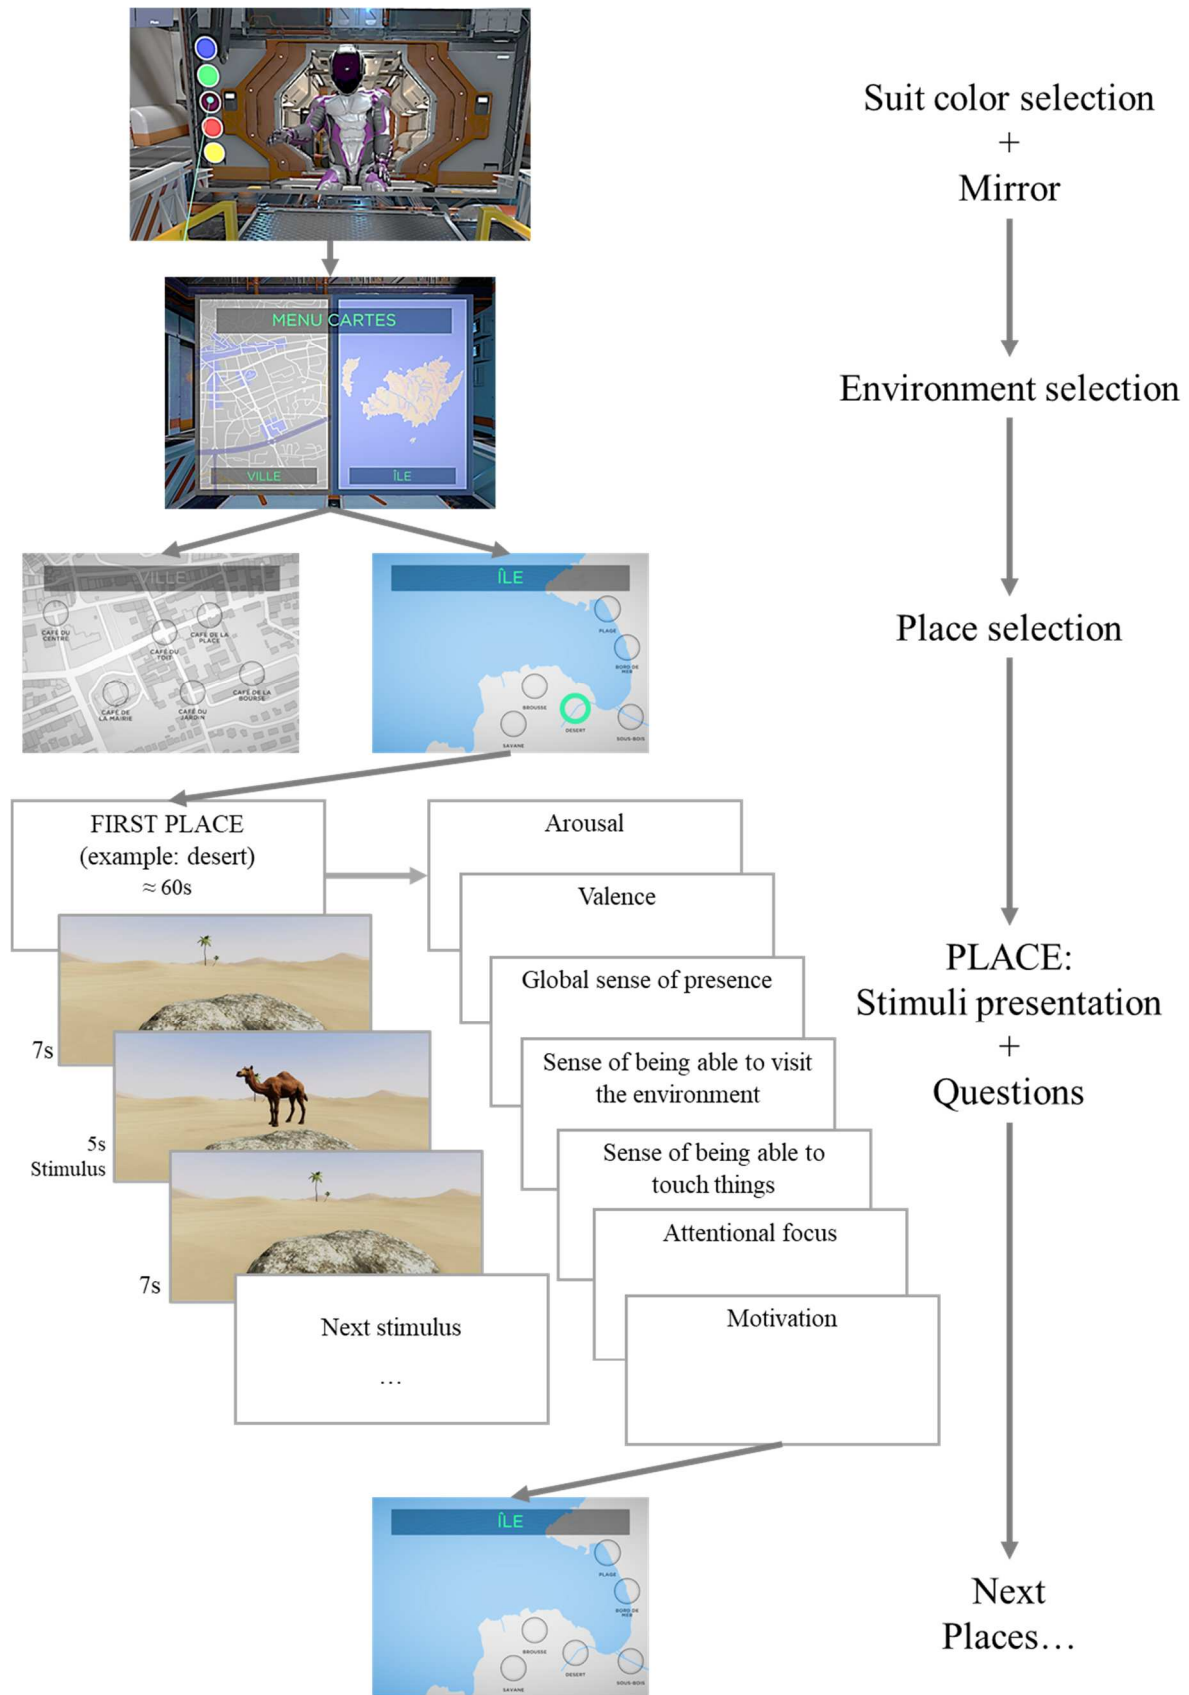 Suit color selection
+
Mirror
MENU CARTES
VILLE
ÎLE
Environment selection
VILLE
CAFÉ DU
CENTRE
CAFÉ DU
TOIT
CAFÉ DE LA
PLACE
CAFÉ DE
LA MAIRIE
CAFÉ DU
JARDIN
CAFÉ DE LA
BOURSE
ÎLE
PLAGE
BORD DE
MER
BROUSSE
DESERT
SAVANE
SOUS-BOIS
Place selection
FIRST PLACE
(example: desert)
≈ 60s
7s
5s
Stimulus
7s
Next stimulus
…
Arousal
Valence
Global sense of presence
Sense of being able to visit
the environment
Sense of being able to
touch things
Attentional focus
Motivation
PLACE:
Stimuli presentation
+
Questions
ÎLE
PLAGE
BORD DE
MER
BROUSSE
DESERT
SAVANE
SOUS-BOIS
Next
Places…